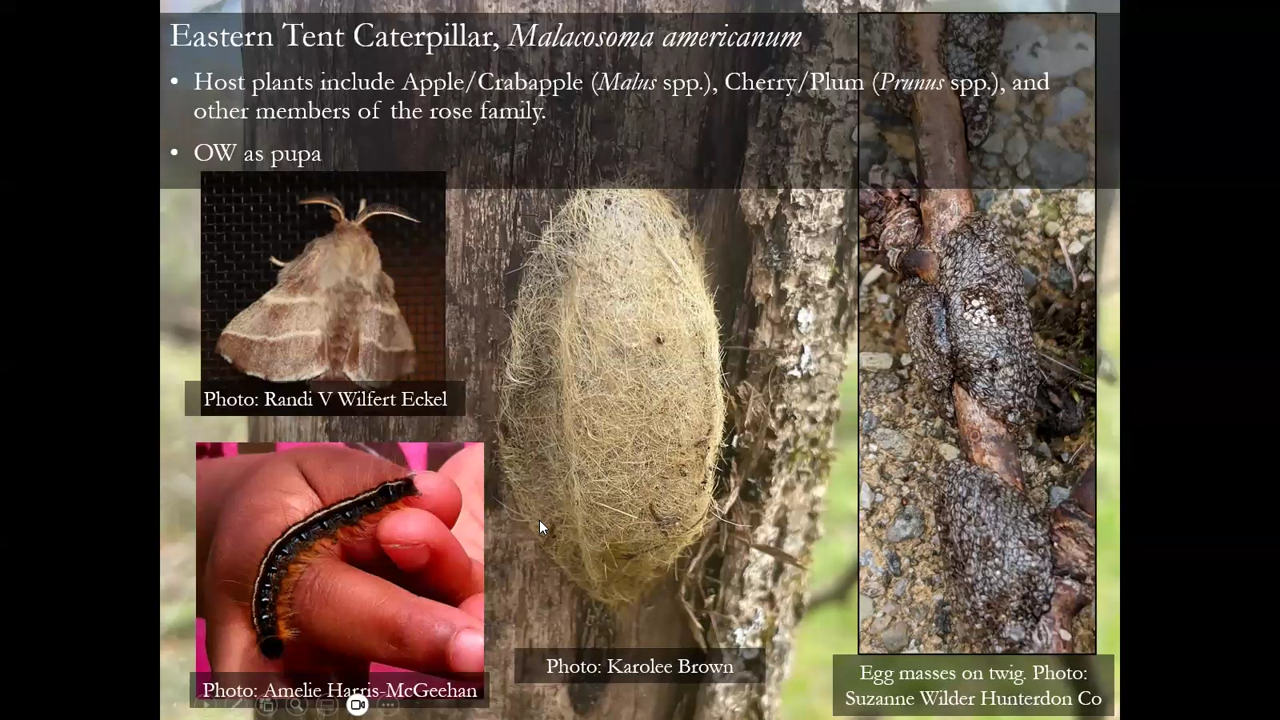 Eastern Tent Caterpillar, Malacosoma americanum
• Host plants include Apple/Crabapple (Malus spp.), Cherry/Plum (Prunus spp.), and
other members of the rose family.
• OW as pupa
Photo: Randi V Wilfert Eckel
Photo: Amelie Harris-McGeehan
Photo: Karolee Brown
Egg masses on twig. Photo:
Suzanne Wilder Hunterdon Co